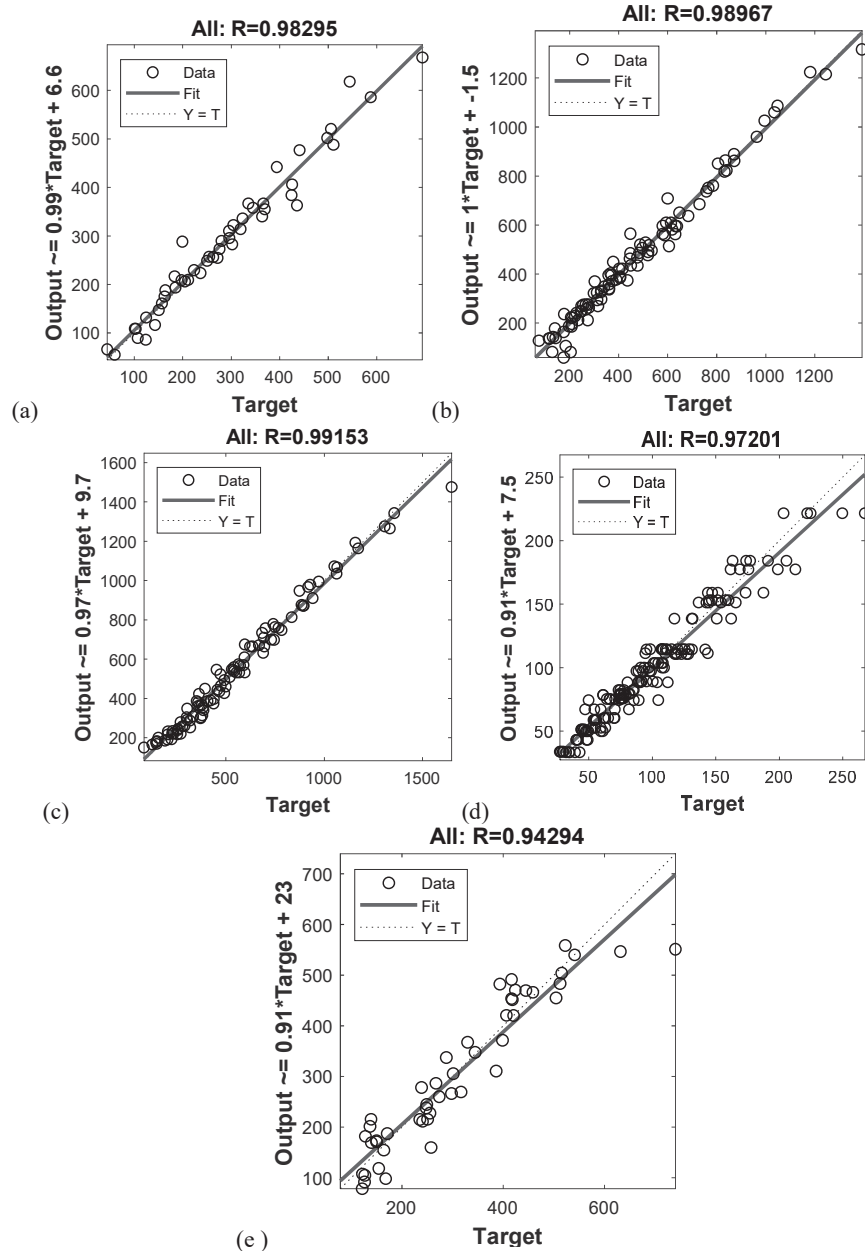 All: R=0.98295
Output ~= 0.99*Target + 6.6
Data
Fit
Y = T
600
500
400
300
200
100
100 200 300 400 500 600
Target
(a)
All: R=0.98967
Output ~= 1*Target + -1.5
Data
Fit
Y = T
1200
1000
800
600
400
200
200 400 600 800 1000 1200
Target
(b)
All: R=0.99153
Output ~= 0.97*Target + 9.7
Data
Fit
Y = T
1600
1400
1200
1000
800
600
400
200
500 1000 1500
Target
(c)
All: R=0.97201
Output ~= 0.91*Target + 7.5
Data
Fit
Y = T
250
200
150
100
50
50 100 150 200 250
Target
(d)
All: R=0.94294
Output ~= 0.91*Target + 23
Data
Fit
Y = T
700
600
500
400
300
200
100
200 400 600
Target
(e )